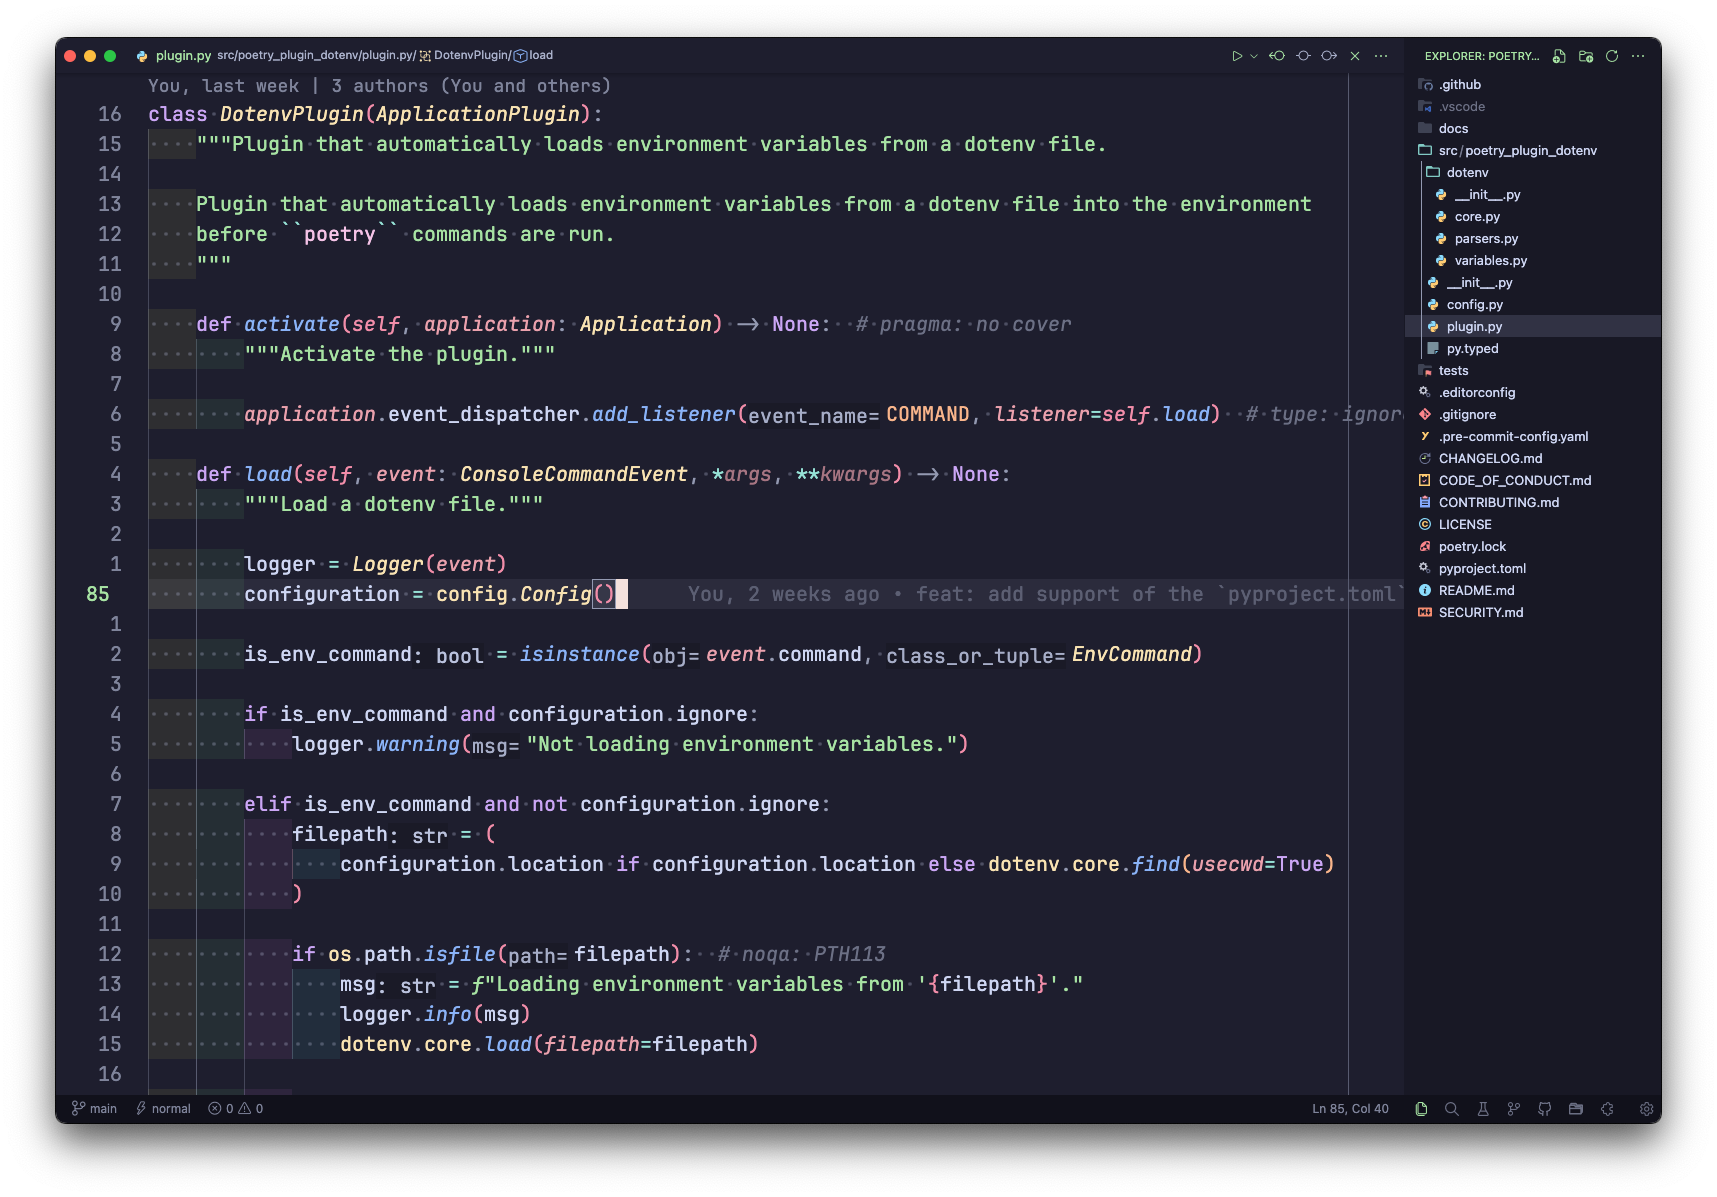 plugin.py src/poetry_plugin_dotenv/plugin.py/ DotenvPlugin/ load
You, last week | 3 authors (You and others)
16 class DotenvPlugin(ApplicationPlugin):
15 """Plugin that automatically loads environment variables from a dotenv file.
14
13 Plugin that automatically loads environment variables from a dotenv file into the environment
12 before ``poetry`` commands are run.
11 """
10
9 def activate(self, application: Application) -> None:  # pragma: no cover
8 """Activate the plugin."""
7
6 application.event_dispatcher.add_listener(event_name= COMMAND, listener=self.load)  # type: ignor
5
4 def load(self, event: ConsoleCommandEvent, *args, **kwargs) -> None:
3 """Load a dotenv file."""
2
1 logger = Logger(event)
85 configuration = config.Config() You, 2 weeks ago • feat: add support of the `pyproject.toml`
1
2 is_env_command: bool = isinstance(obj= event.command, class_or_tuple= EnvCommand)
3
4 if is_env_command and configuration.ignore:
5 logger.warning(msg= "Not loading environment variables.")
6
7 elif is_env_command and not configuration.ignore:
8 filepath: str = (
9 configuration.location if configuration.location else dotenv.core.find(usecwd=True)
10 )
11
12 if os.path.isfile(path= filepath):  # noqa: PTH113
13 msg: str = f"Loading environment variables from '{filepath}'."
14 logger.info(msg)
15 dotenv.core.load(filepath=filepath)
16
EXPLORER: POETRY...
.github
.vscode
docs
src/poetry_plugin_dotenv
dotenv
__init__.py
core.py
parsers.py
variables.py
__init__.py
config.py
plugin.py
py.typed
tests
.editorconfig
.gitignore
.pre-commit-config.yaml
CHANGELOG.md
CODE_OF_CONDUCT.md
CONTRIBUTING.md
LICENSE
poetry.lock
pyproject.toml
README.md
SECURITY.md
main normal 0 0 Ln 85, Col 40